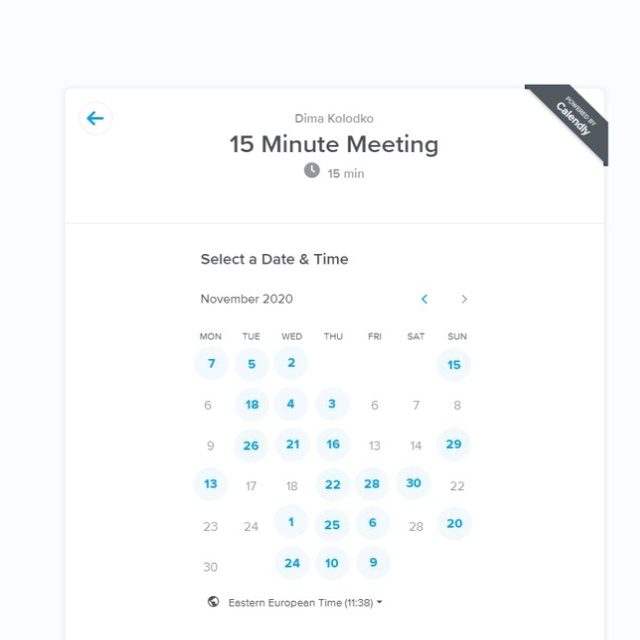 POWERED BY
Calendly
Dima Kolodko
15 Minute Meeting
15 min
Select a Date & Time
November 2020
MON TUE WED THU FRI SAT SUN
7 5 2 15
6 18 4 3 6 7 8
9 26 21 16 13 14 29
13 17 18 22 28 30 22
23 24 1 25 6 28 20
30 24 10 9
Eastern European Time (11:38)